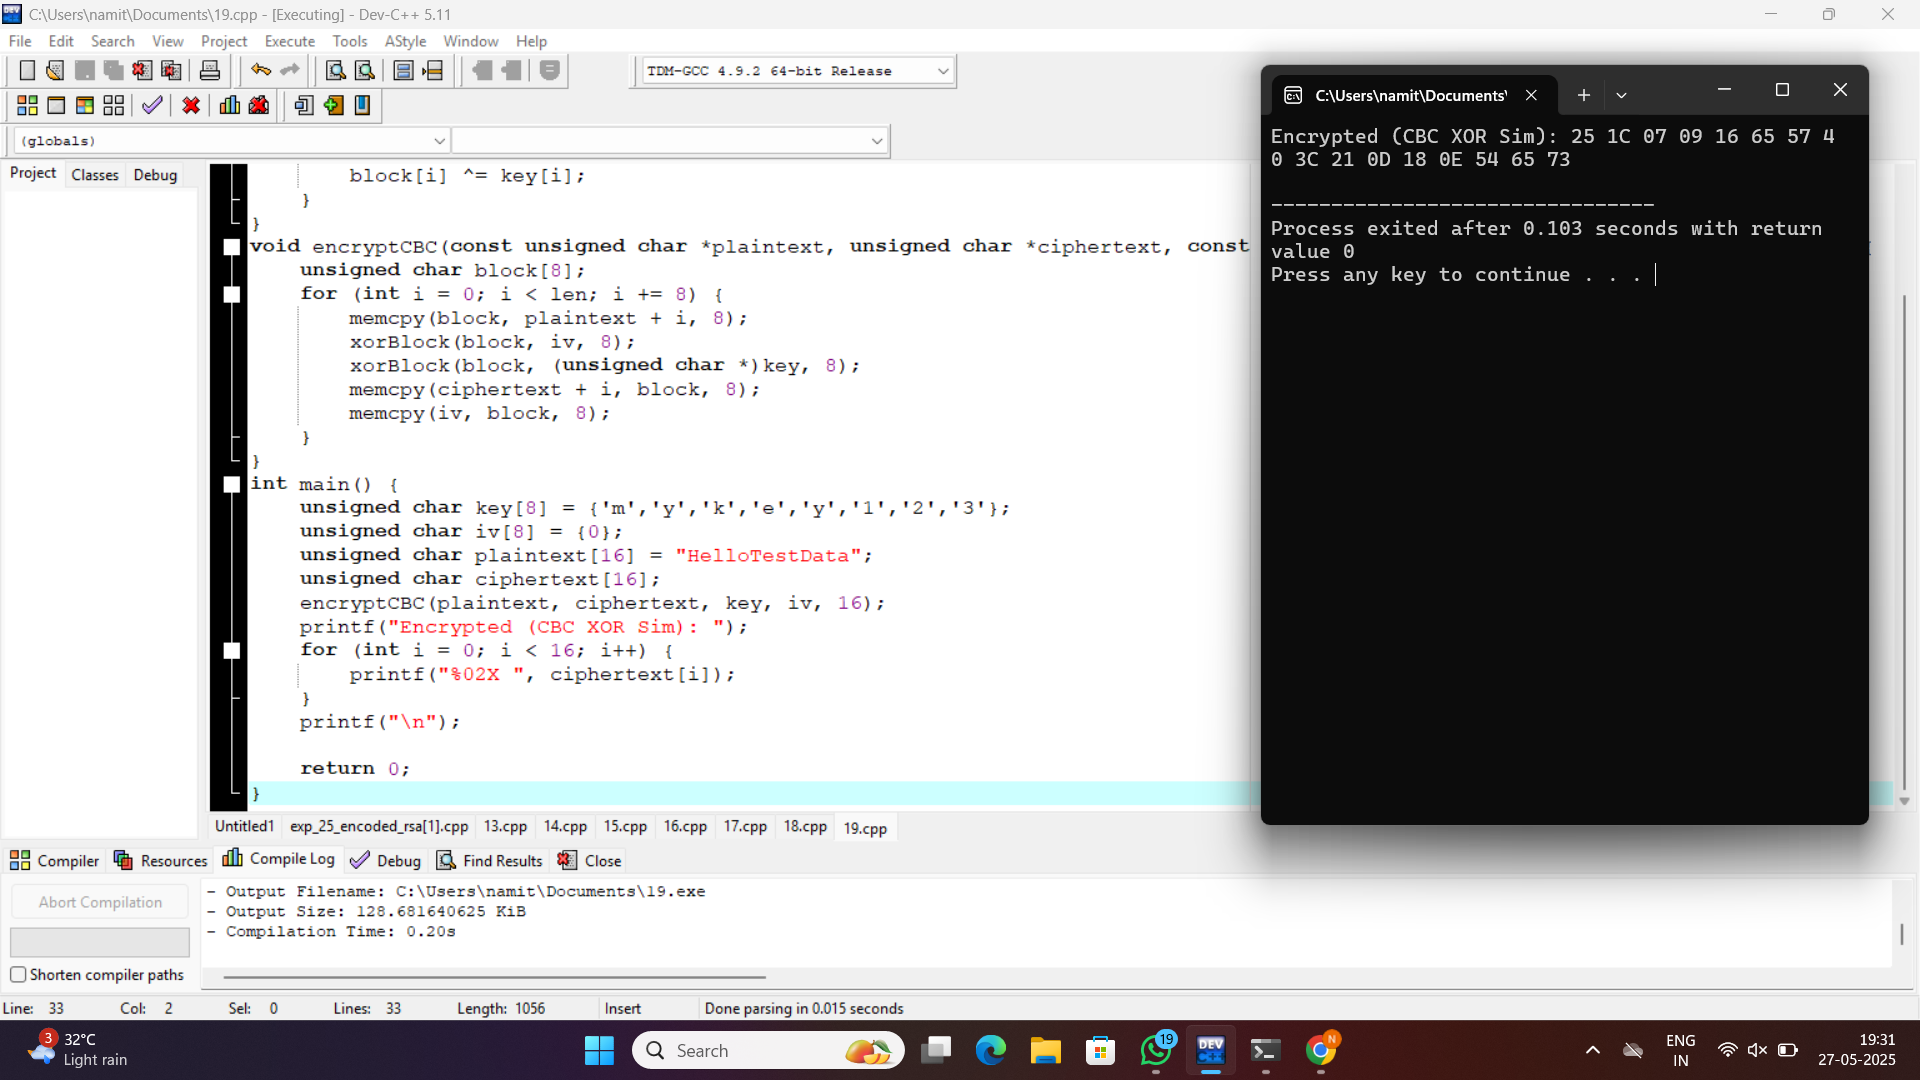 C:\Users\namit\Documents\19.cpp - [Executing] - Dev-C++ 5.11
File Edit Search View Project Execute Tools AStyle Window Help
TDM-GCC 4.9.2 64-bit Release
(globals)
Project Classes Debug
block[i] ^= key[i];
}
}
void encryptCBC(const unsigned char *plaintext, unsigned char *ciphertext, const
unsigned char block[8];
for (int i = 0; i < len; i += 8) {
memcpy(block, plaintext + i, 8);
xorBlock(block, iv, 8);
xorBlock(block, (unsigned char *)key, 8);
memcpy(ciphertext + i, block, 8);
memcpy(iv, block, 8);
}
}
int main() {
unsigned char key[8] = {'m','y','k','e','y','1','2','3'};
unsigned char iv[8] = {0};
unsigned char plaintext[16] = "HelloTestData";
unsigned char ciphertext[16];
encryptCBC(plaintext, ciphertext, key, iv, 16);
printf("Encrypted (CBC XOR Sim): ");
for (int i = 0; i < 16; i++) {
printf("%02X ", ciphertext[i]);
}
printf("\n");
return 0;
}
C:\Users\namit\Documents\
Encrypted (CBC XOR Sim): 25 1C 07 09 16 65 57 4
0 3C 21 0D 18 0E 54 65 73
--------------------------------
Process exited after 0.103 seconds with return
value 0
Press any key to continue . . .
Untitled1 exp_25_encoded_rsa[1].cpp 13.cpp 14.cpp 15.cpp 16.cpp 17.cpp 18.cpp 19.cpp
Compiler Resources Compile Log Debug Find Results Close
Abort Compilation
Shorten compiler paths
- Output Filename: C:\Users\namit\Documents\19.exe
- Output Size: 128.681640625 KiB
- Compilation Time: 0.20s
Line: 33 Col: 2 Sel: 0 Lines: 33 Length: 1056 Insert Done parsing in 0.015 seconds
3
32°C
Light rain
Search
19
DEV
N
ENG
IN
19:31
27-05-2025